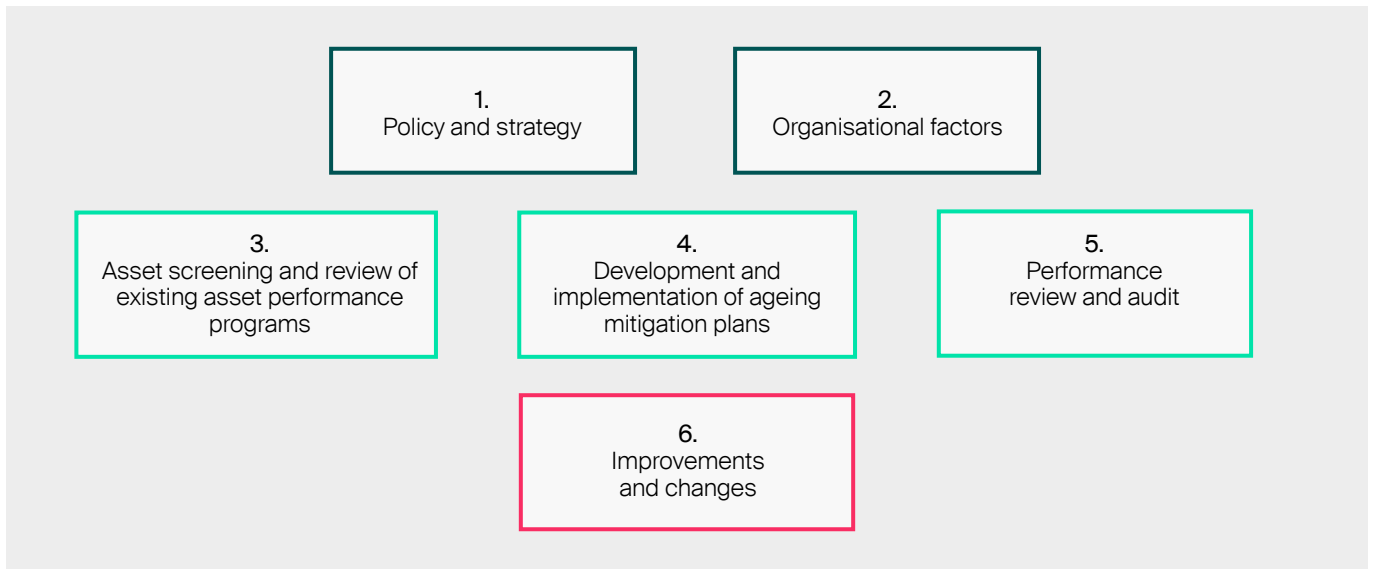 1.
Policy and strategy
2.
Organisational factors
3.
Asset screening and review of
existing asset performance
programs
4.
Development and
implementation of ageing
mitigation plans
5.
Performance
review and audit
6.
Improvements
and changes